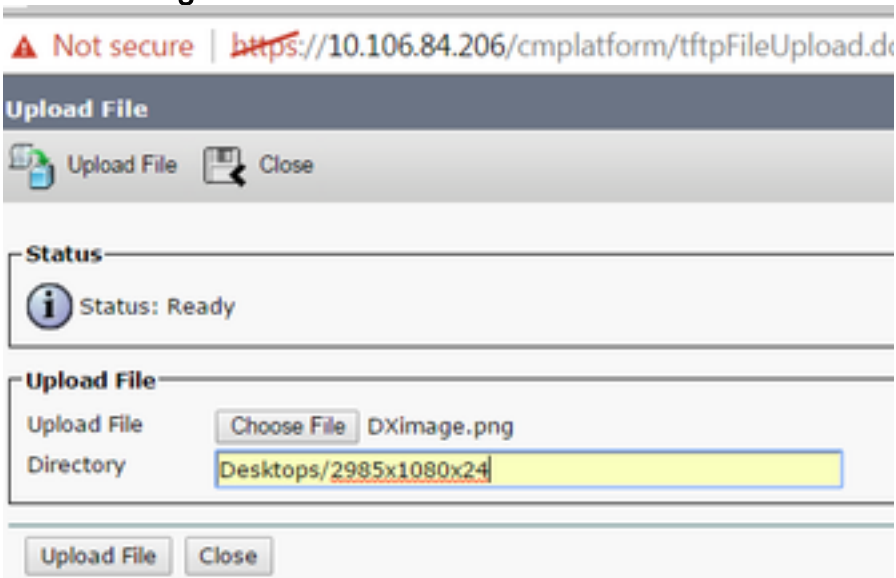 Not secure | https://10.106.84.206/cmplatform/tftpFileUpload.do
Upload File
Upload File Close
Status
Status: Ready
Upload File
Upload File Choose File DXimage.png
Directory Desktops/2985x1080x24
Upload File Close